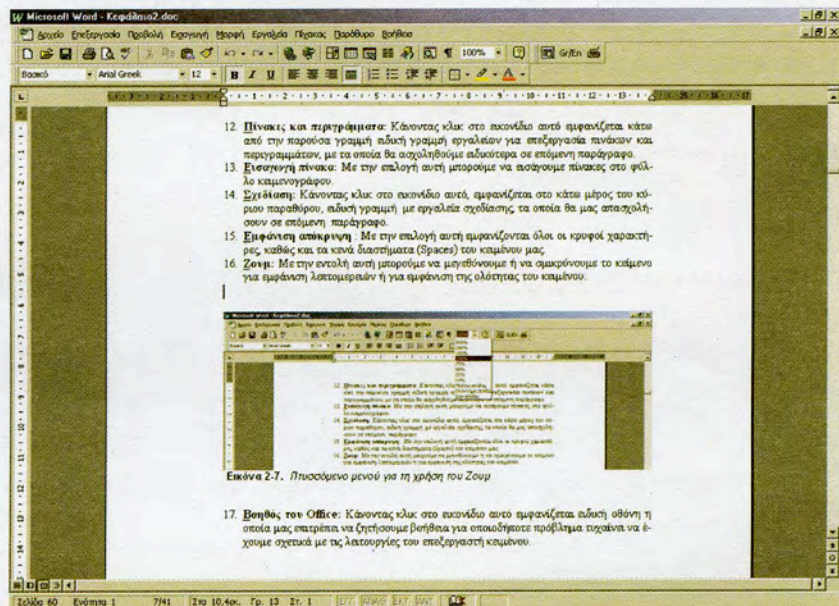 Microsoft Word - Κεφάλαιο2.doc
Αρχείο Επεξεργασία Προβολή Εισαγωγή Μορφή Εργαλεία Πίνακας Παράθυρο Βοήθεια
100% Gr/En
Βασικό Arial Greek 12 B I U
12. Πίνακες και περιγράμματα: Κάνοντας κλικ στο εικονίδιο αυτό εμφανίζεται κάτω
από την παρούσα γραμμή ειδική γραμμή εργαλείων για επεξεργασία πινάκων και
περιγραμμάτων, με τα οποία θα ασχοληθούμε ειδικότερα σε επόμενη παράγραφο.
13. Εισαγωγή πίνακα: Με την επιλογή αυτή μπορούμε να εισάγουμε πίνακες στο φύλ-
λο κειμενογράφου.
14. Σχεδίαση: Κάνοντας κλικ στο εικονίδιο αυτό, εμφανίζεται στο κάτω μέρος του κύ-
ριου παραθύρου, ειδική γραμμή με εργαλεία σχεδίασης, τα οποία θα μας απασχολή-
σουν σε επόμενη παράγραφο.
15. Εμφάνιση απόκρυψη : Με την επιλογή αυτή εμφανίζονται όλοι οι κρυφοί χαρακτή-
ρες, καθώς και τα κενά διαστήματα (Spaces) του κειμένου μας.
16. Ζουμ: Με την εντολή αυτή μπορούμε να μεγεθύνουμε ή να σμικρύνουμε το κείμενο
για εμφάνιση λεπτομερειών ή για εμφάνιση της ολότητας του κειμένου.
Εικόνα 2-7. Πτυσσόμενο μενού για τη χρήση του Ζουμ
17. Βοηθός του Office: Κάνοντας κλικ στο εικονίδιο αυτό εμφανίζεται ειδική οθόνη η
οποία μας επιτρέπει να ζητήσουμε βοήθεια για οποιοδήποτε πρόβλημα τυχαίνει να έ-
χουμε σχετικά με τις λειτουργίες του επεξεργαστή κειμένου.
Σελίδα 60 Ενότητα 1 7/41 Στα 10,4εκ. Γρ. 13 Στ. 1 ΕΓΓ ΑΝΑΘ ΕΚΤ ΑΝΤ